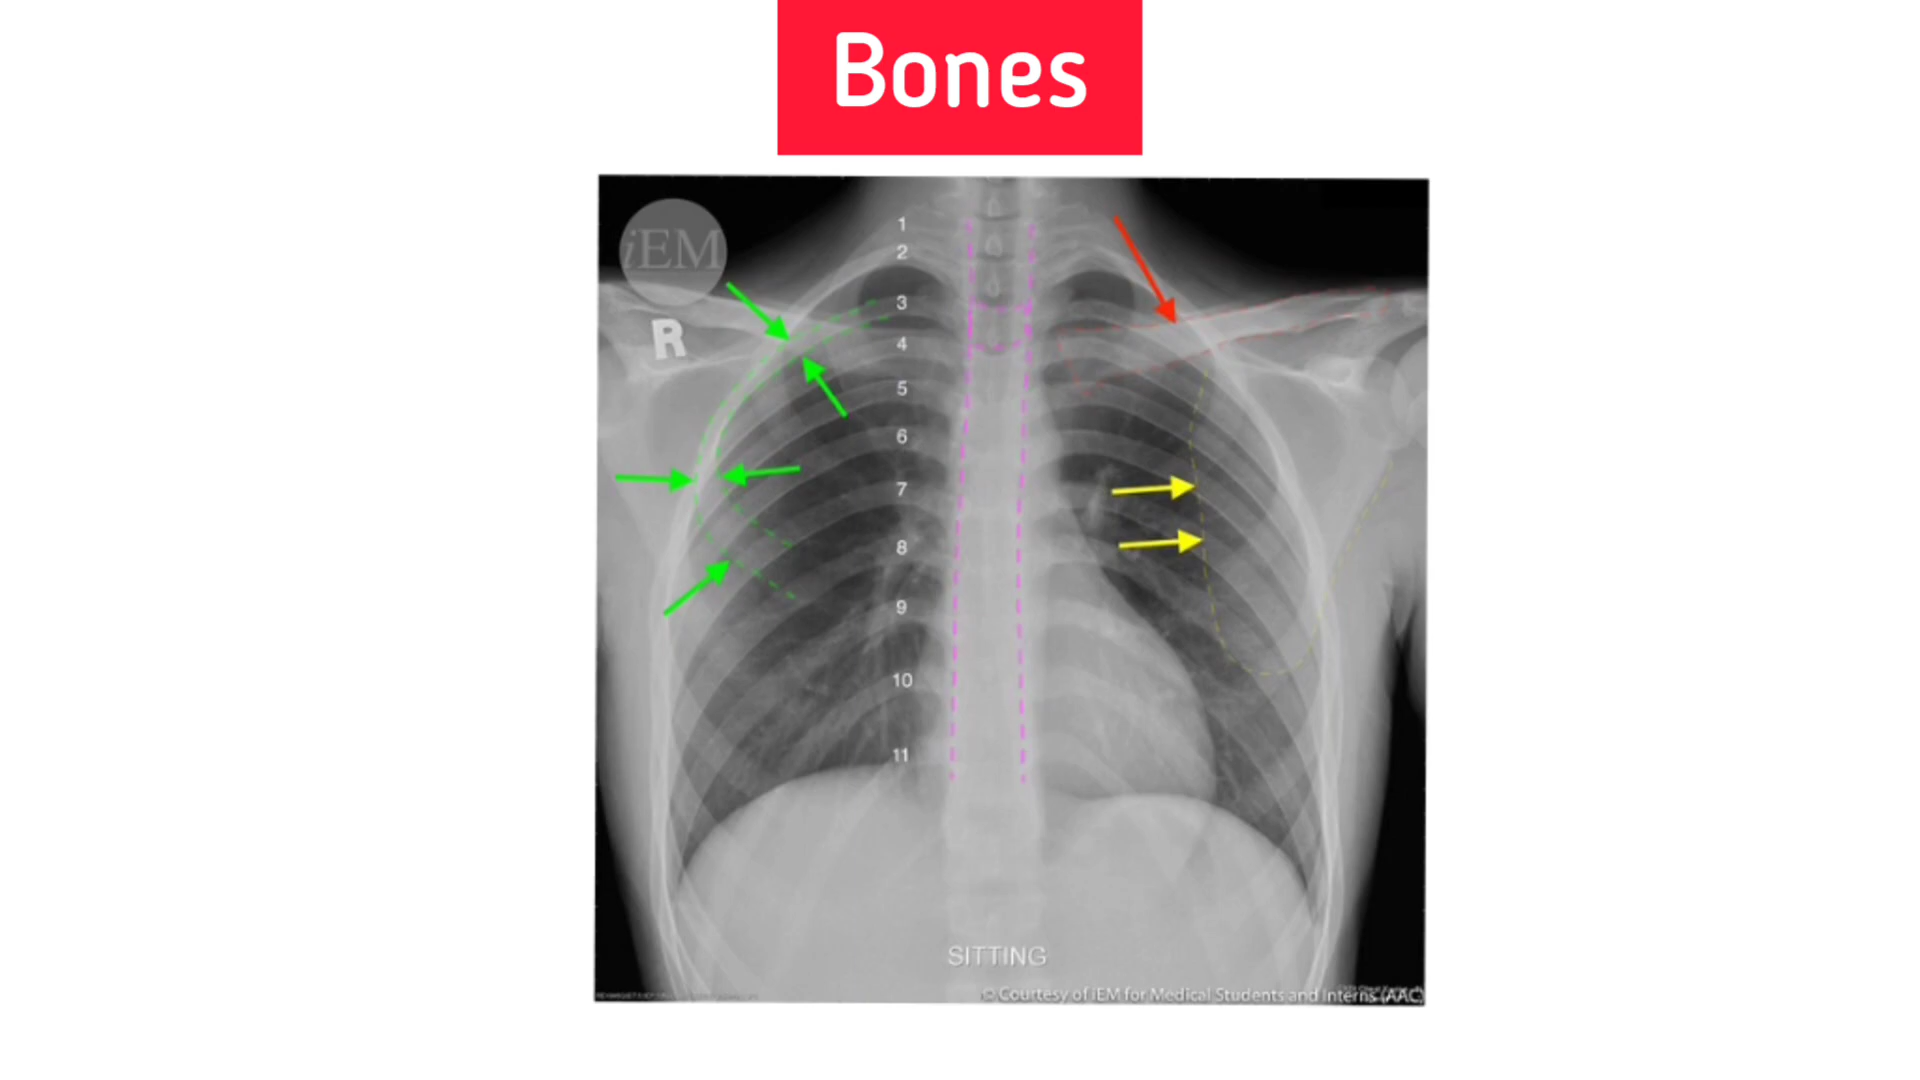 Bones
iEM
R
1
2
3
4
5
6
7
8
9
10
11
SITTING
© Courtesy of iEM for Medical Students and Interns (AAC)